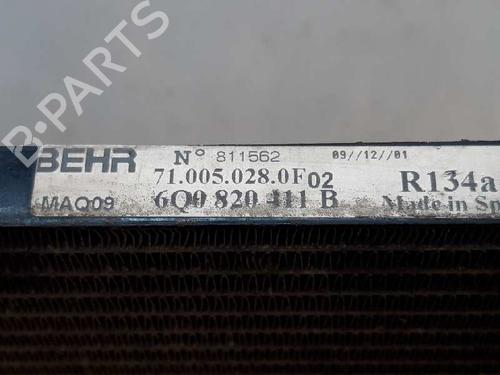 B-PARTS
BEHR N° 811562 09//12//01
71.005.028.0F02 R134a
MAQ09 6Q0 820 411 B Made in Sp